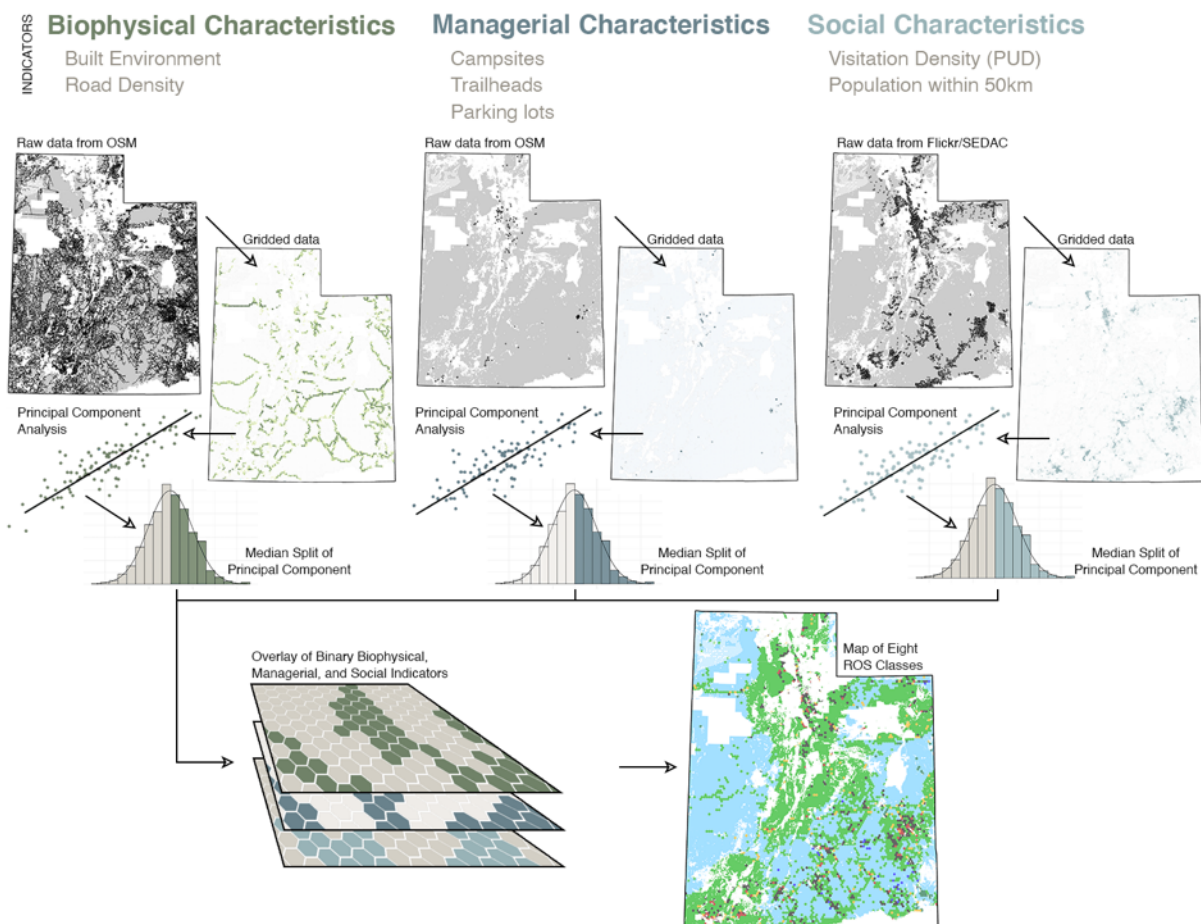 INDICATORS
Biophysical Characteristics
Built Environment
Road Density
Managerial Characteristics
Campsites
Trailheads
Parking lots
Social Characteristics
Visitation Density (PUD)
Population within 50km
Raw data from OSM
Gridded data
Principal Component
Analysis
Median Split of
Principal Component
Raw data from OSM
Gridded data
Principal Component
Analysis
Median Split of
Principal Component
Raw data from Flickr/SEDAC
Gridded data
Principal Component
Analysis
Median Split of
Principal Component
Overlay of Binary Biophysical,
Managerial, and Social Indicators
Map of Eight
ROS Classes